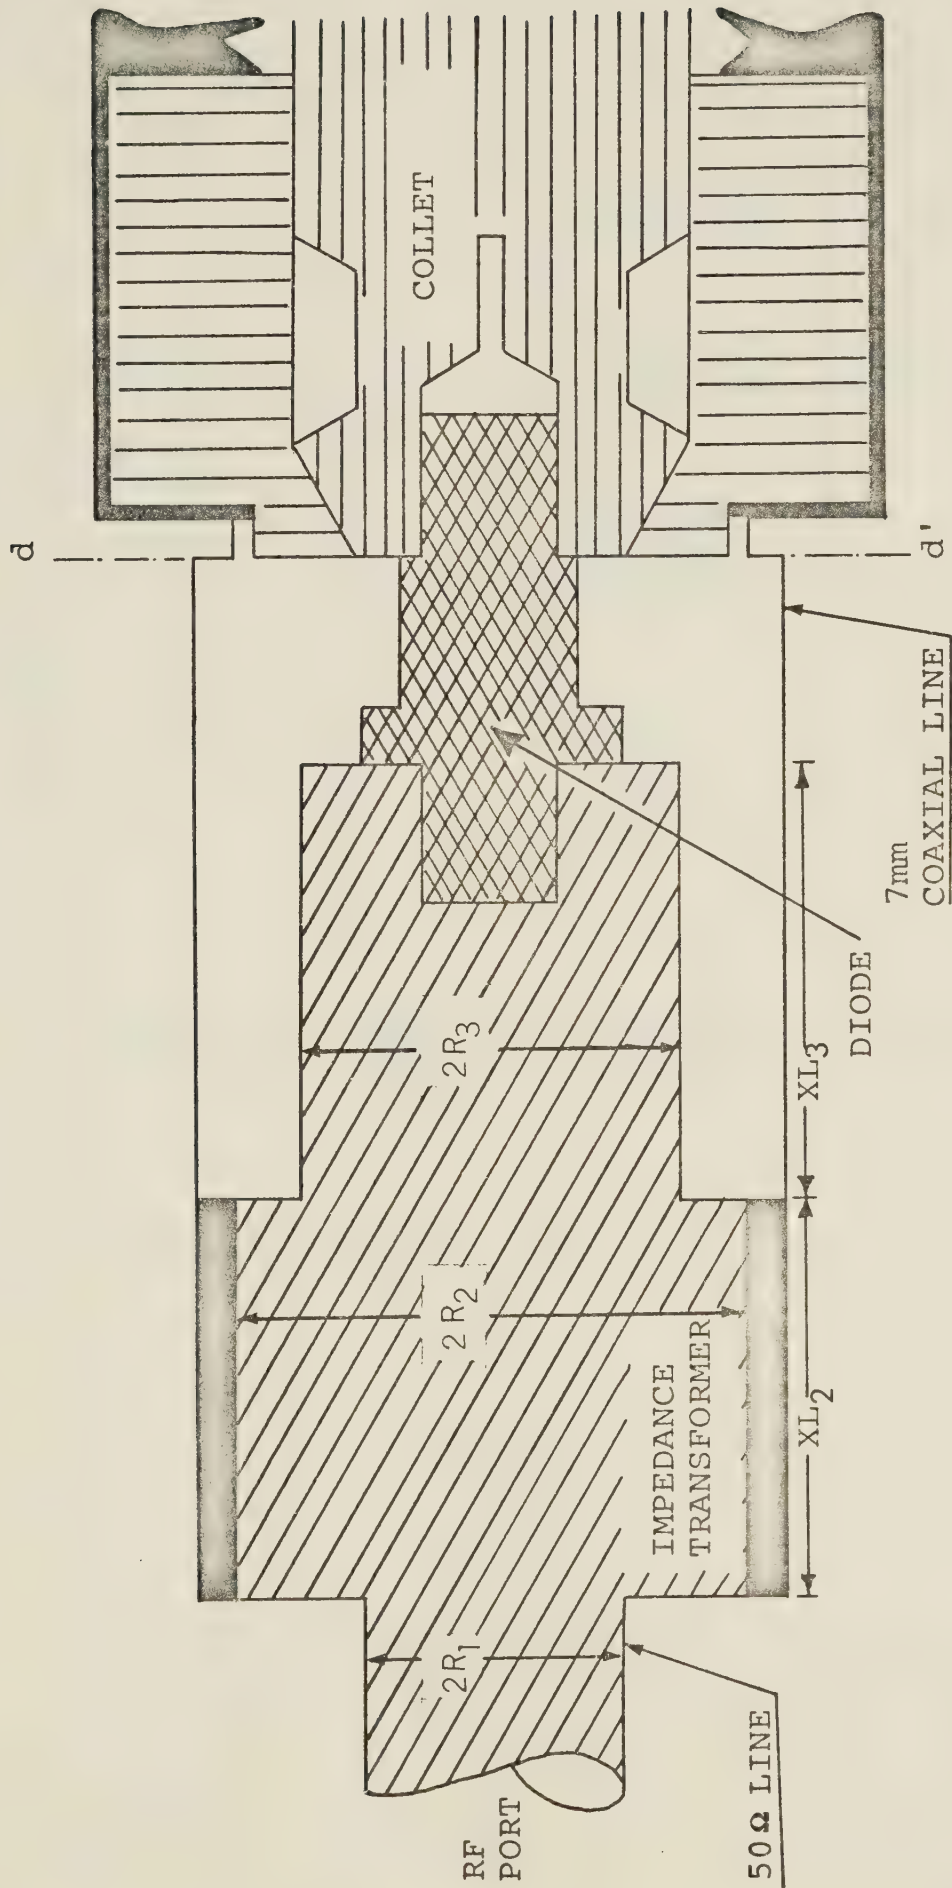 d
COLLET
d'
7mm
COAXIAL LINE
DIODE
2R3
XL3
2R2
XL2
IMPEDANCE
TRANSFORMER
2R1
RF
PORT
50Ω LINE